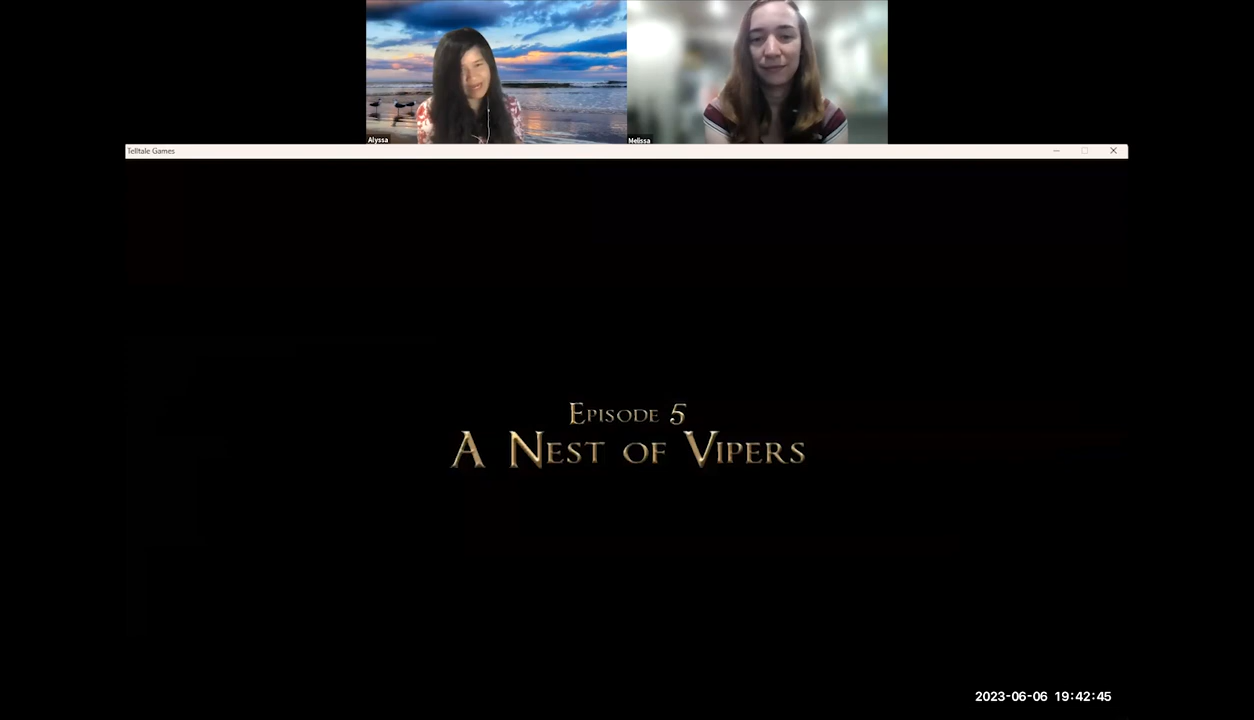 Alyssa
Melissa
Telltale Games
Episode 5
A Nest of Vipers
2023-06-06 19:42:45